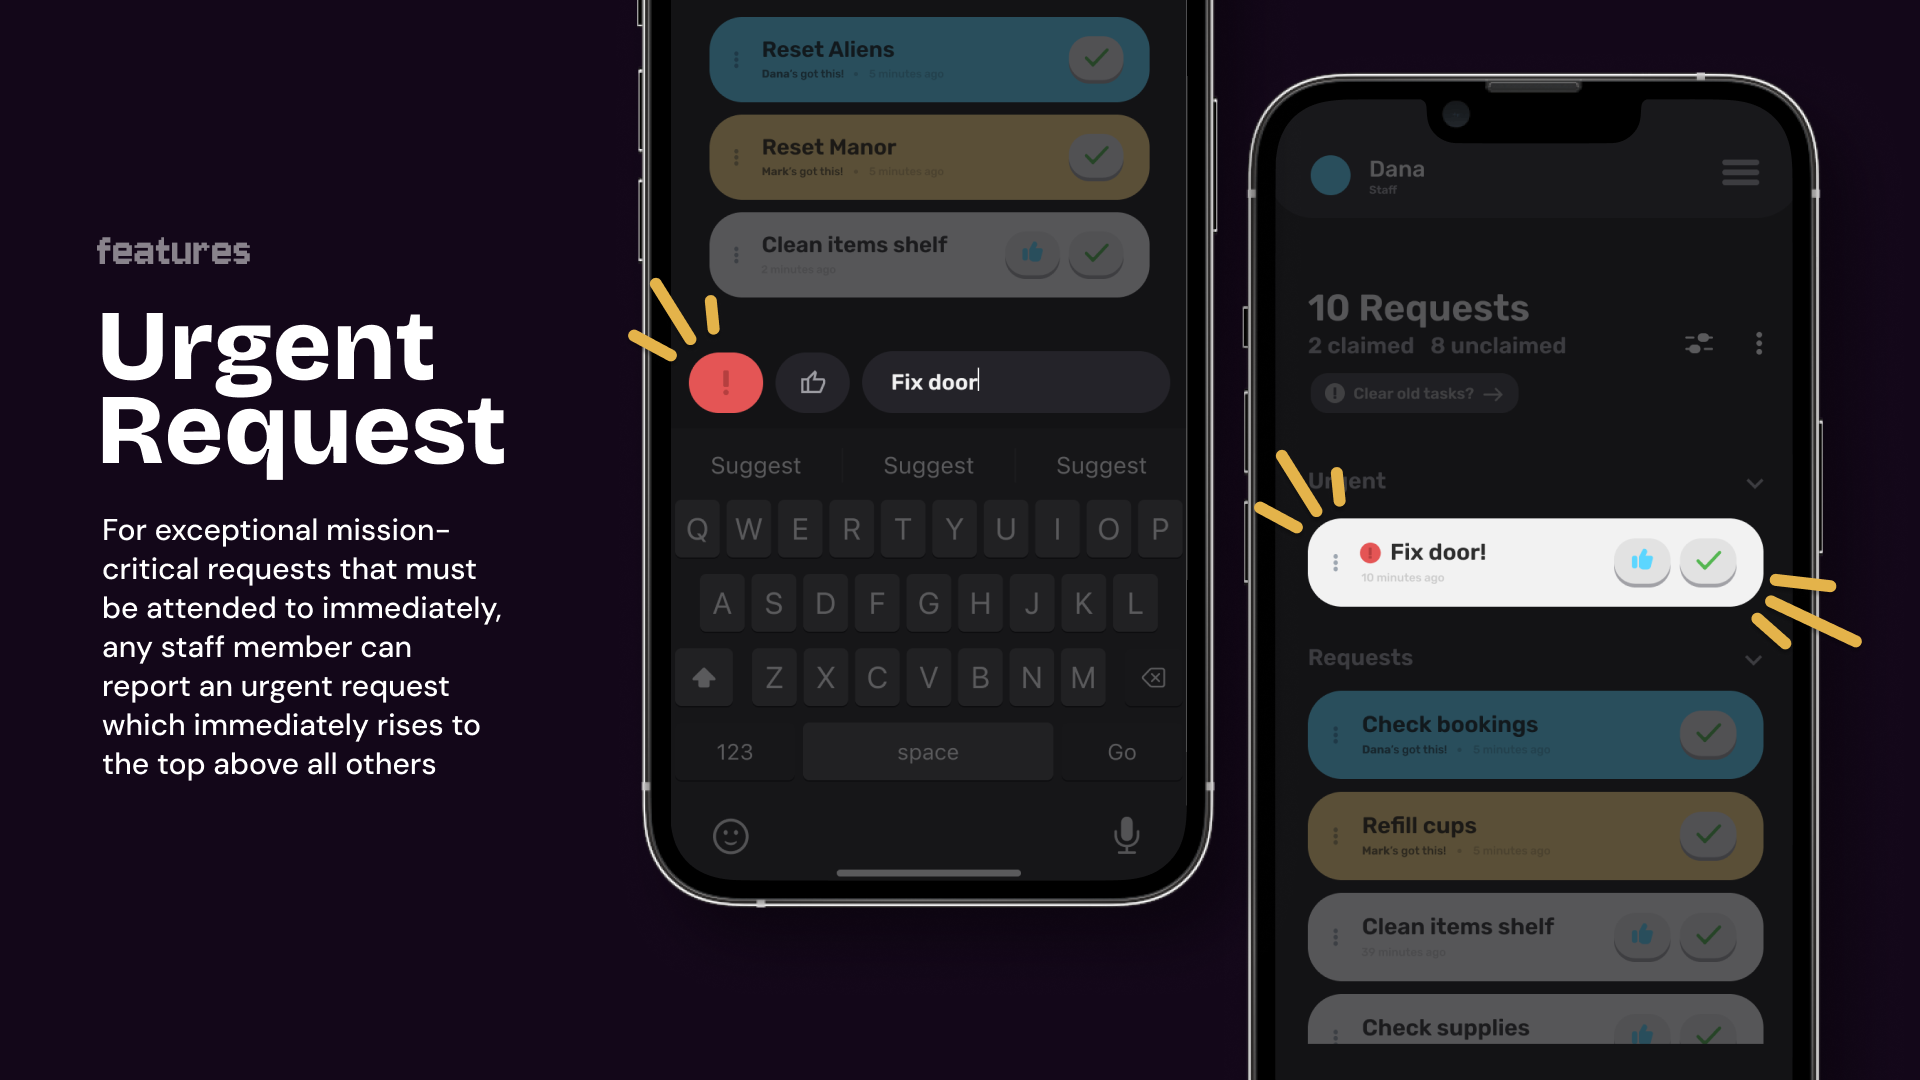 features
Urgent
Request
For exceptional mission-
critical requests that must
be attended to immediately,
any staff member can
report an urgent request
which immediately rises to
the top above all others
Reset Aliens
Dana's got this! • 5 minutes ago
Reset Manor
Mark's got this! • 5 minutes ago
Clean items shelf
2 minutes ago
! Fix door
Suggest Suggest Suggest
Q W E R T Y U I O P
A S D F G H J K L
Z X C V B N M
123 space Go
Dana
Staff
10 Requests
2 claimed 8 unclaimed
! Clear old tasks? →
Urgent
! Fix door!
10 minutes ago
Requests
Check bookings
Dana's got this! • 5 minutes ago
Refill cups
Mark's got this! • 5 minutes ago
Clean items shelf
39 minutes ago
Check supplies